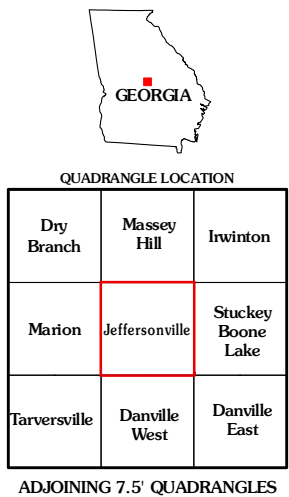 GEORGIA
QUADRANGLE LOCATION
Dry
Branch
Massey
Hill
Irwinton
Marion
Jeffersonville
Stuckey
Boone
Lake
Tarversville
Danville
West
Danville
East
ADJOINING 7.5' QUADRANGLES